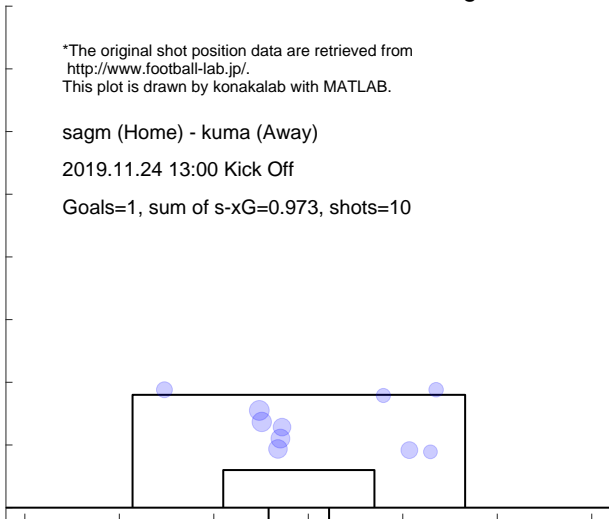 *The original shot position data are retrieved from
http://www.football-lab.jp/.
This plot is drawn by konakalab with MATLAB.
sagm (Home) - kuma (Away)
2019.11.24 13:00 Kick Off
Goals=1, sum of s-xG=0.973, shots=10